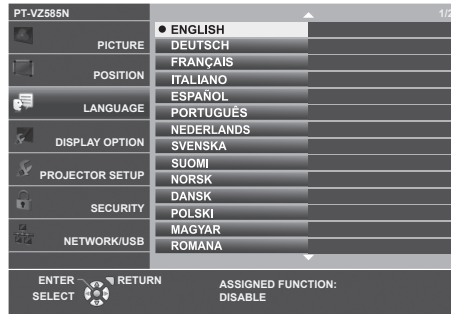 PT-VZ585N
1/2
PICTURE
POSITION
LANGUAGE
DISPLAY OPTION
PROJECTOR SETUP
SECURITY
NETWORK/USB
ENGLISH
DEUTSCH
FRANÇAIS
ITALIANO
ESPAÑOL
PORTUGUÊS
NEDERLANDS
SVENSKA
SUOMI
NORSK
DANSK
POLSKI
MAGYAR
ROMANA
ENTER
RETURN
SELECT
ASSIGNED FUNCTION:
DISABLE